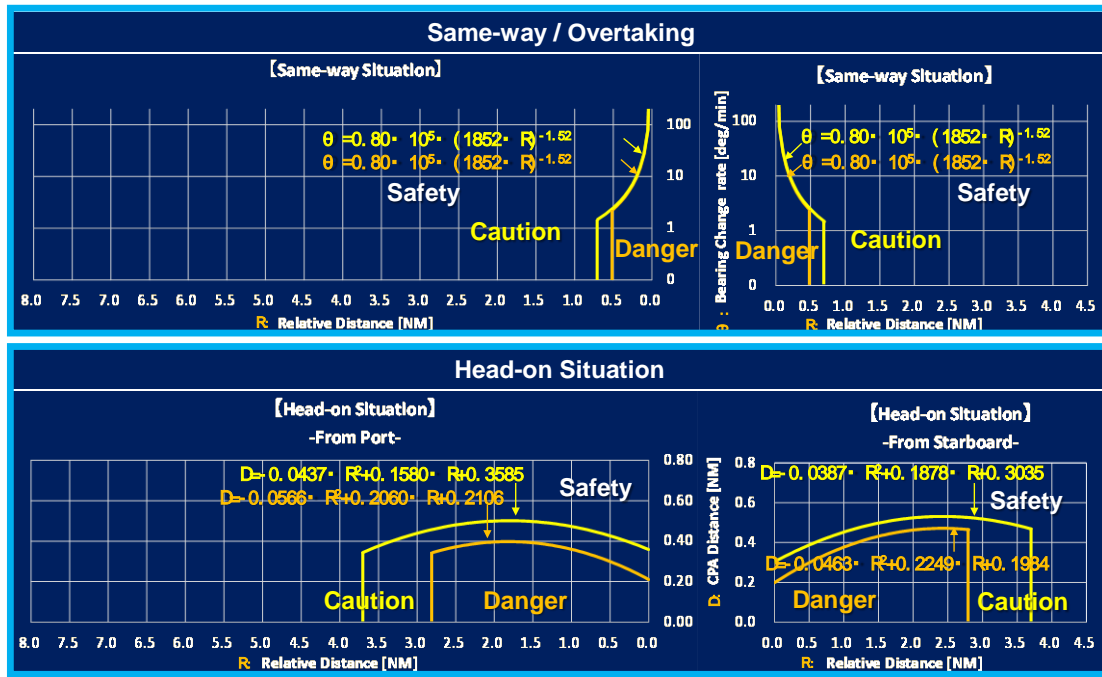 Same-way / Overtaking
【Same-way Situation】
θ =0.80・ 10⁵・ (1852・ R)⁻¹·⁵²
θ =0.80・ 10⁵・ (1852・ R)⁻¹·⁵²
Safety
Caution
Danger
100
10
1
0
8.0 7.5 7.0 6.5 6.0 5.5 5.0 4.5 4.0 3.5 3.0 2.5 2.0 1.5 1.0 0.5 0.0
R: Relative Distance [NM]
【Same-way Situation】
θ : Bearing Change rate [deg/min]
100
10
1
0
θ =0.80・ 10⁵・ (1852・ R)⁻¹·⁵²
θ =0.80・ 10⁵・ (1852・ R)⁻¹·⁵²
Safety
Danger
Caution
0.0 0.5 1.0 1.5 2.0 2.5 3.0 3.5 4.0 4.5
R: Relative Distance [NM]
Head-on Situation
【Head-on Situation】
-From Port-
D=-0.0437・ R²+0.1580・ R+0.3585
D=-0.0566・ R²+0.2060・ R+0.2106
Safety
Caution
Danger
0.80
0.60
0.40
0.20
0.00
8.0 7.5 7.0 6.5 6.0 5.5 5.0 4.5 4.0 3.5 3.0 2.5 2.0 1.5 1.0 0.5 0.0
R: Relative Distance [NM]
【Head-on Situation】
-From Starboard-
D: CPA Distance [NM]
0.8
0.6
0.4
0.2
0.0
D=-0.0387・ R²+0.1878・ R+0.3035
Safety
D=-0.0463・ R²+0.2249・ R+0.1984
Danger
Caution
0.0 0.5 1.0 1.5 2.0 2.5 3.0 3.5 4.0 4.5
R: Relative Distance [NM]